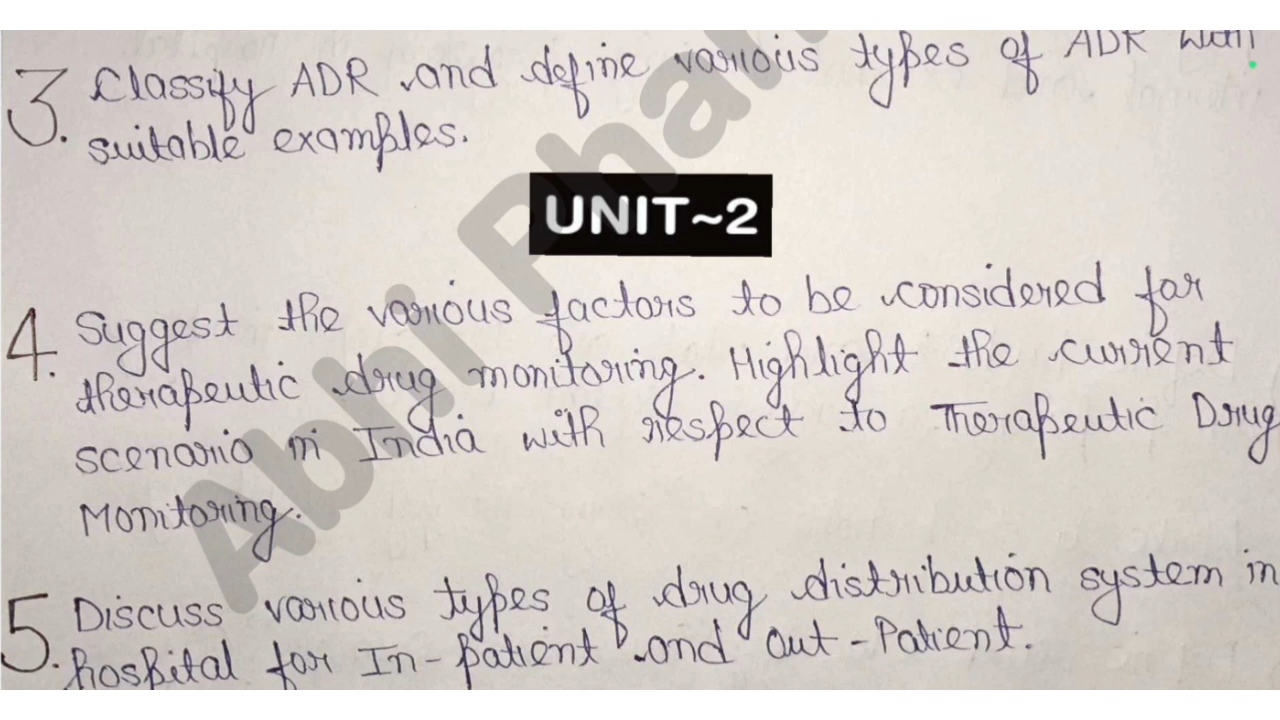 3. Classify ADR and define various types of ADR with
suitable examples.
UNIT~2
4. Suggest the various factors to be considered for
therapeutic drug monitoring. Highlight the current
scenario in India with respect to Therapeutic Drug
Monitoring.
5. Discuss various types of drug distribution system in
hospital for In-patient and out-Patient.
Abhi Phar